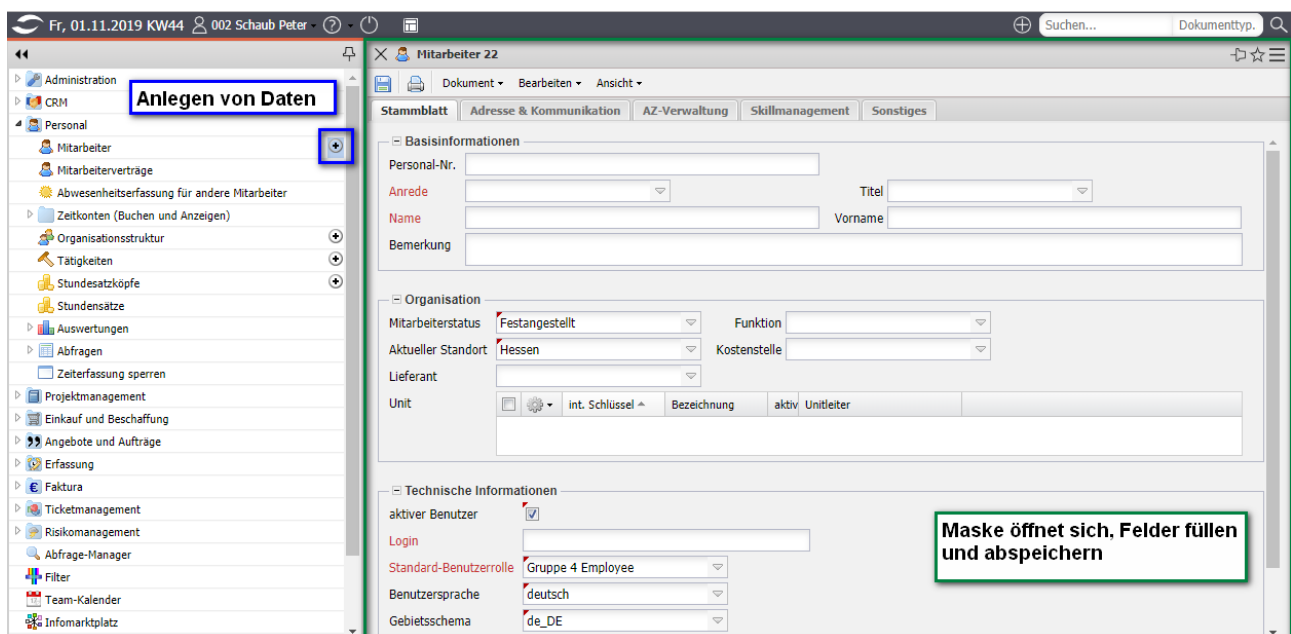 Fr, 01.11.2019 KW44 002 Schaub Peter
Suchen... Dokumenttyp.
Mitarbeiter 22
Administration
CRM
Anlegen von Daten
Personal
Mitarbeiter
Mitarbeiterverträge
Abwesenheitserfassung für andere Mitarbeiter
Zeitkonten (Buchen und Anzeigen)
Organisationsstruktur
Tätigkeiten
Stundesatzköpfe
Stundensätze
Auswertungen
Abfragen
Zeiterfassung sperren
Projektmanagement
Einkauf und Beschaffung
Angebote und Aufträge
Erfassung
Faktura
Ticketmanagement
Risikomanagement
Abfrage-Manager
Filter
Team-Kalender
Infomarktplatz
Dokument Bearbeiten Ansicht
Stammblatt Adresse & Kommunikation AZ-Verwaltung Skillmanagement Sonstiges
Basisinformationen
Personal-Nr.
Anrede Titel
Name Vorname
Bemerkung
Organisation
Mitarbeiterstatus Festangestellt Funktion
Aktueller Standort Hessen Kostenstelle
Lieferant
Unit int. Schlüssel Bezeichnung aktiv Unitleiter
Technische Informationen
aktiver Benutzer
Login
Standard-Benutzerrolle Gruppe 4 Employee
Benutzersprache deutsch
Gebietsschema de_DE
Maske öffnet sich, Felder füllen
und abspeichern